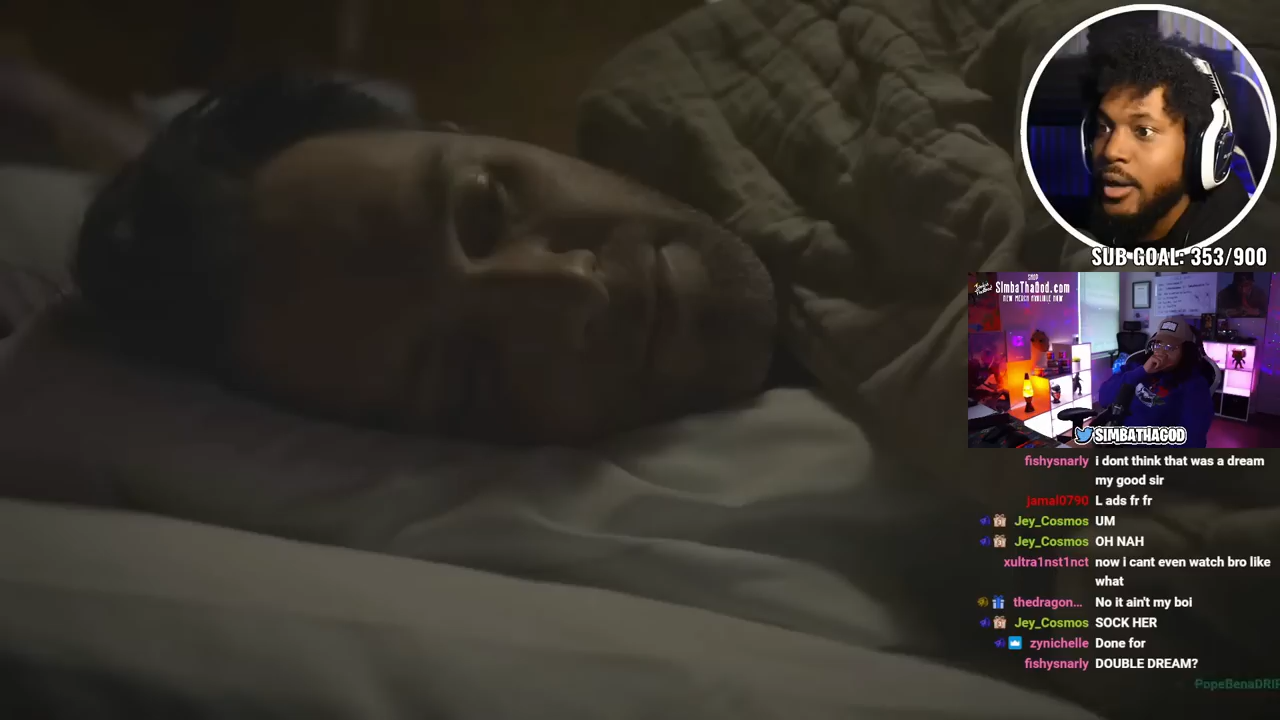 SUB GOAL: 353/900
SHOP
SimbaThaGod.com
NEW MERCH AVAILABLE NOW
SIMBATHAGOD
fishysnarly i dont think that was a dream
my good sir
jamal0790 L ads fr fr
Jey_Cosmos UM
Jey_Cosmos OH NAH
xultra1nst1nct now i cant even watch bro like
what
thedragon... No it ain't my boi
Jey_Cosmos SOCK HER
zynichelle Done for
fishysnarly DOUBLE DREAM?
PopeBenaDRIP